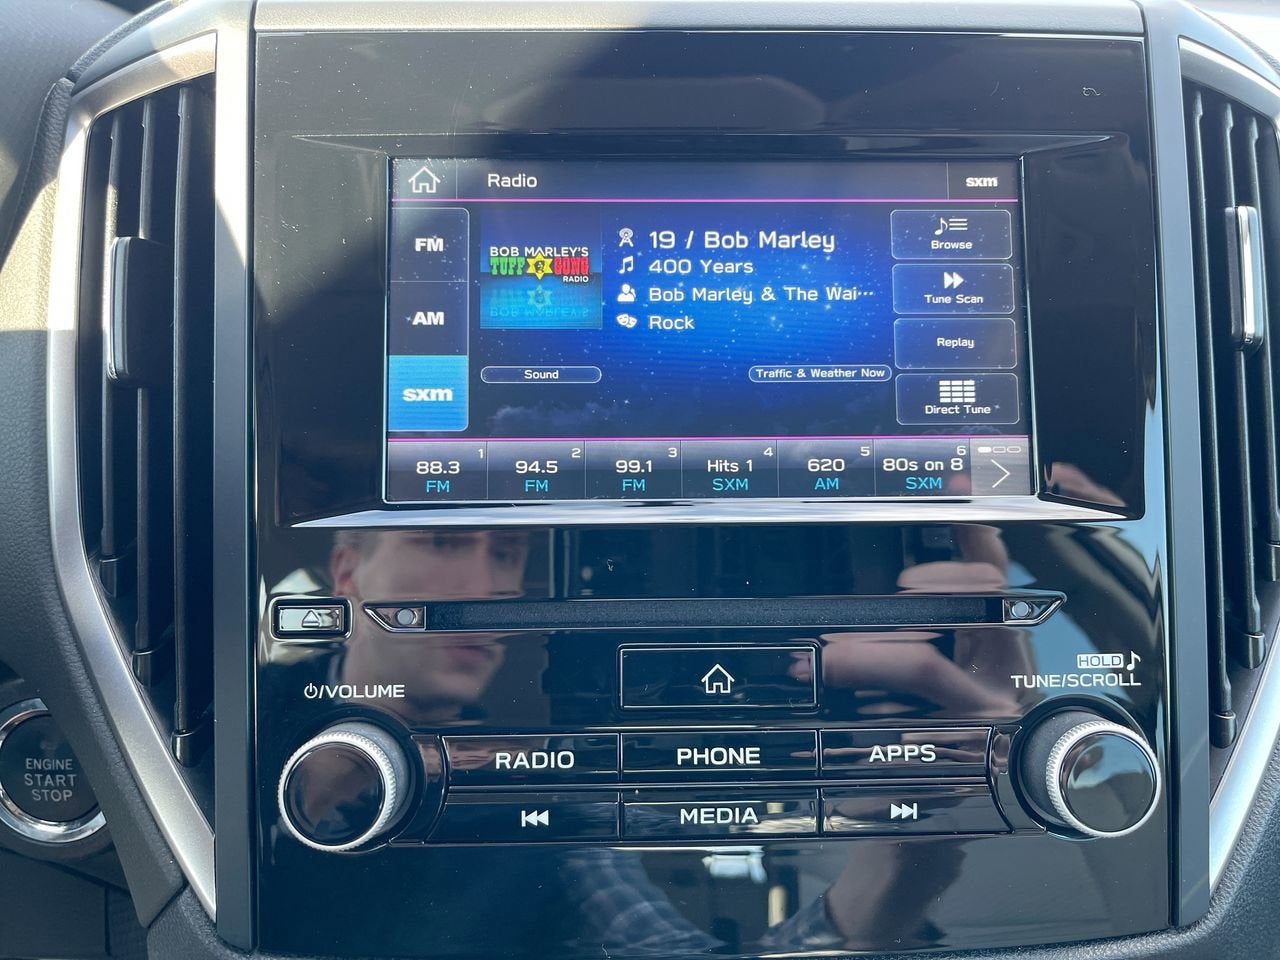 Radio
sxm
FM
AM
sxm
BOB MARLEY'S
TUFF GONG
RADIO
19 / Bob Marley
400 Years
Bob Marley & The Wai…
Rock
Browse
Tune Scan
Replay
Direct Tune
Sound
Traffic & Weather Now
1
88.3
FM
2
94.5
FM
3
99.1
FM
4
Hits 1
SXM
5
620
AM
6
80s on 8
SXM
/VOLUME
HOLD
TUNE/SCROLL
RADIO
PHONE
APPS
MEDIA
ENGINE
START
STOP